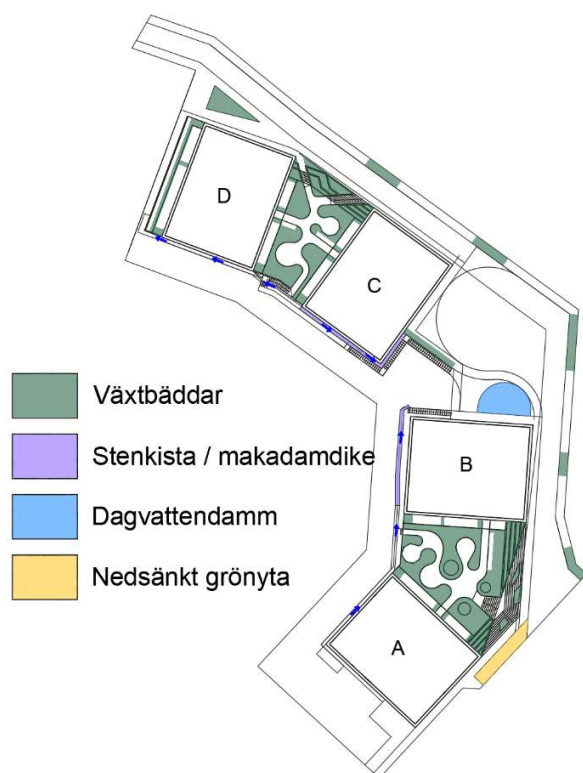 D
C
Växtbäddar
Stenkista / makadamdike
B
Dagvattendamm
Nedsänkt grönyta
A